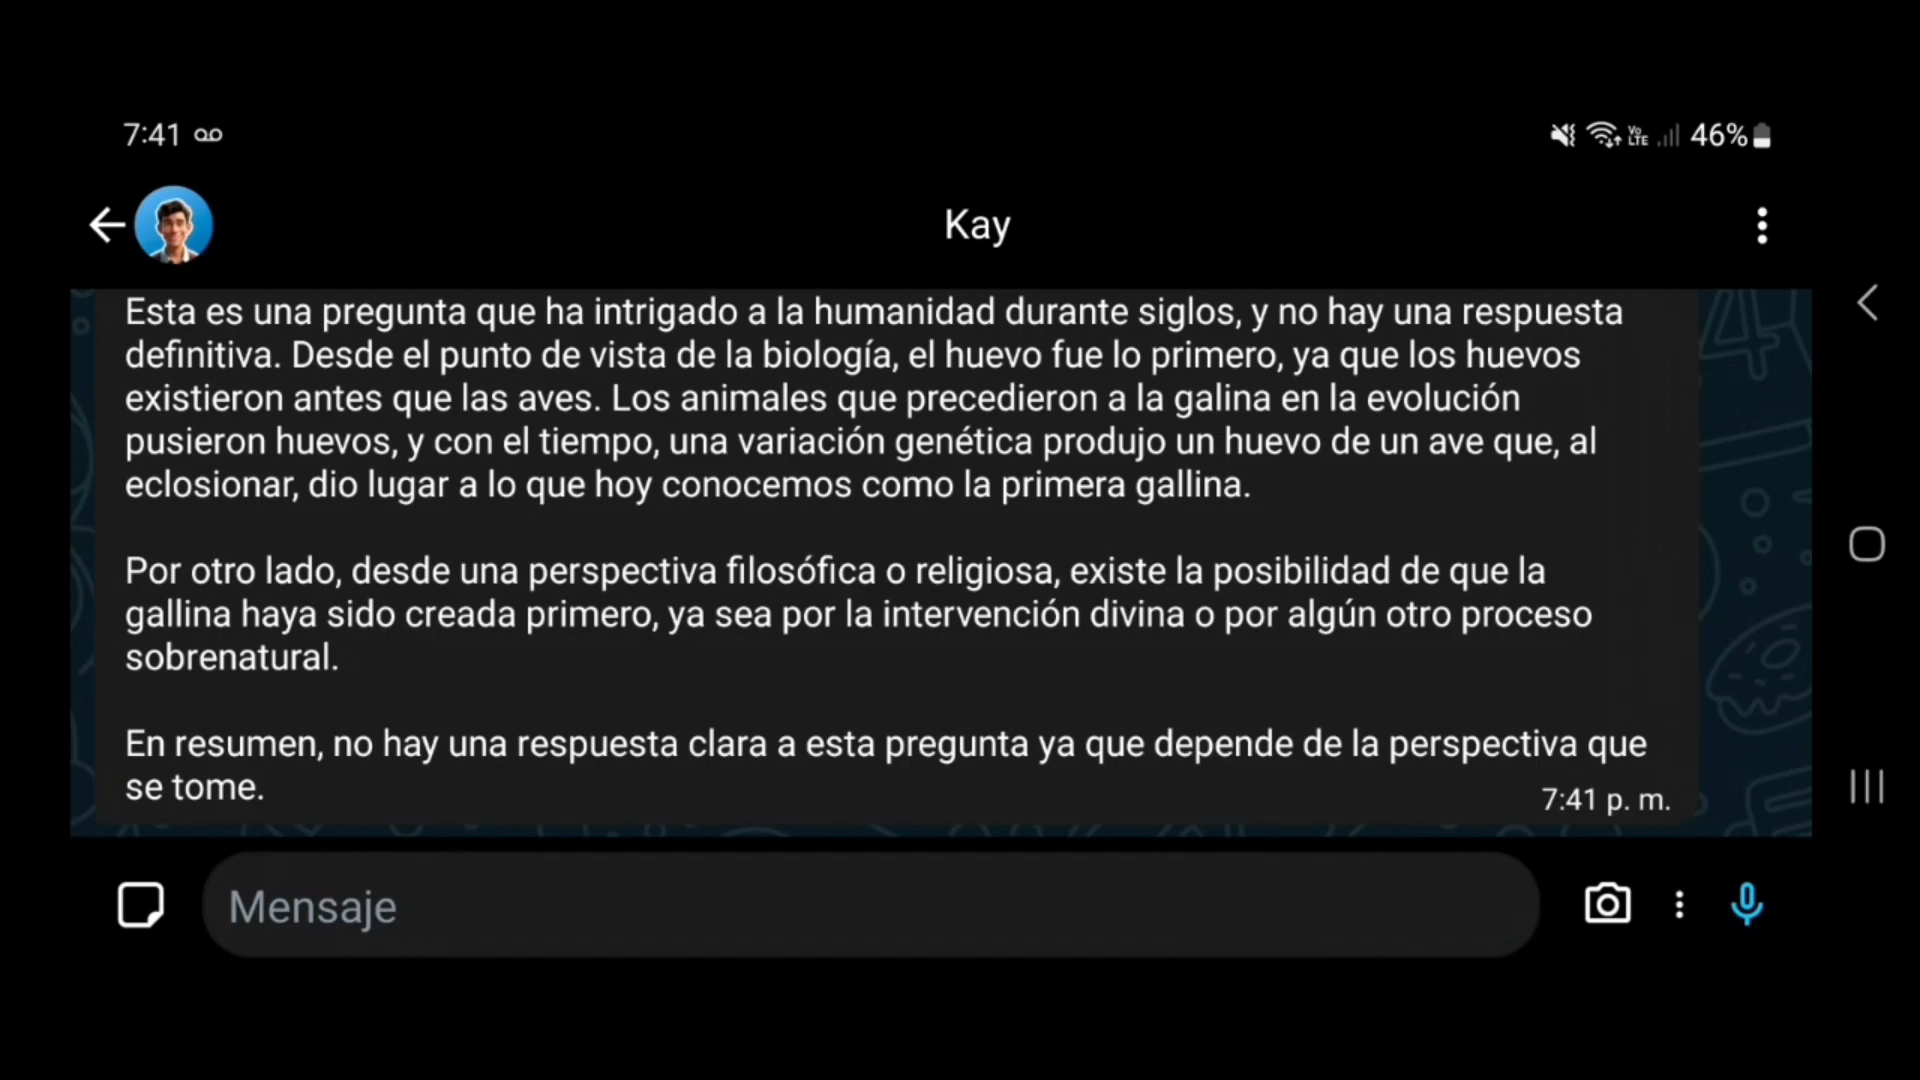 7:41
Vo
LTE
46%
Kay
Esta es una pregunta que ha intrigado a la humanidad durante siglos, y no hay una respuesta
definitiva. Desde el punto de vista de la biología, el huevo fue lo primero, ya que los huevos
existieron antes que las aves. Los animales que precedieron a la galina en la evolución
pusieron huevos, y con el tiempo, una variación genética produjo un huevo de un ave que, al
eclosionar, dio lugar a lo que hoy conocemos como la primera gallina.
Por otro lado, desde una perspectiva filosófica o religiosa, existe la posibilidad de que la
gallina haya sido creada primero, ya sea por la intervención divina o por algún otro proceso
sobrenatural.
En resumen, no hay una respuesta clara a esta pregunta ya que depende de la perspectiva que
se tome.
7:41 p. m.
Mensaje